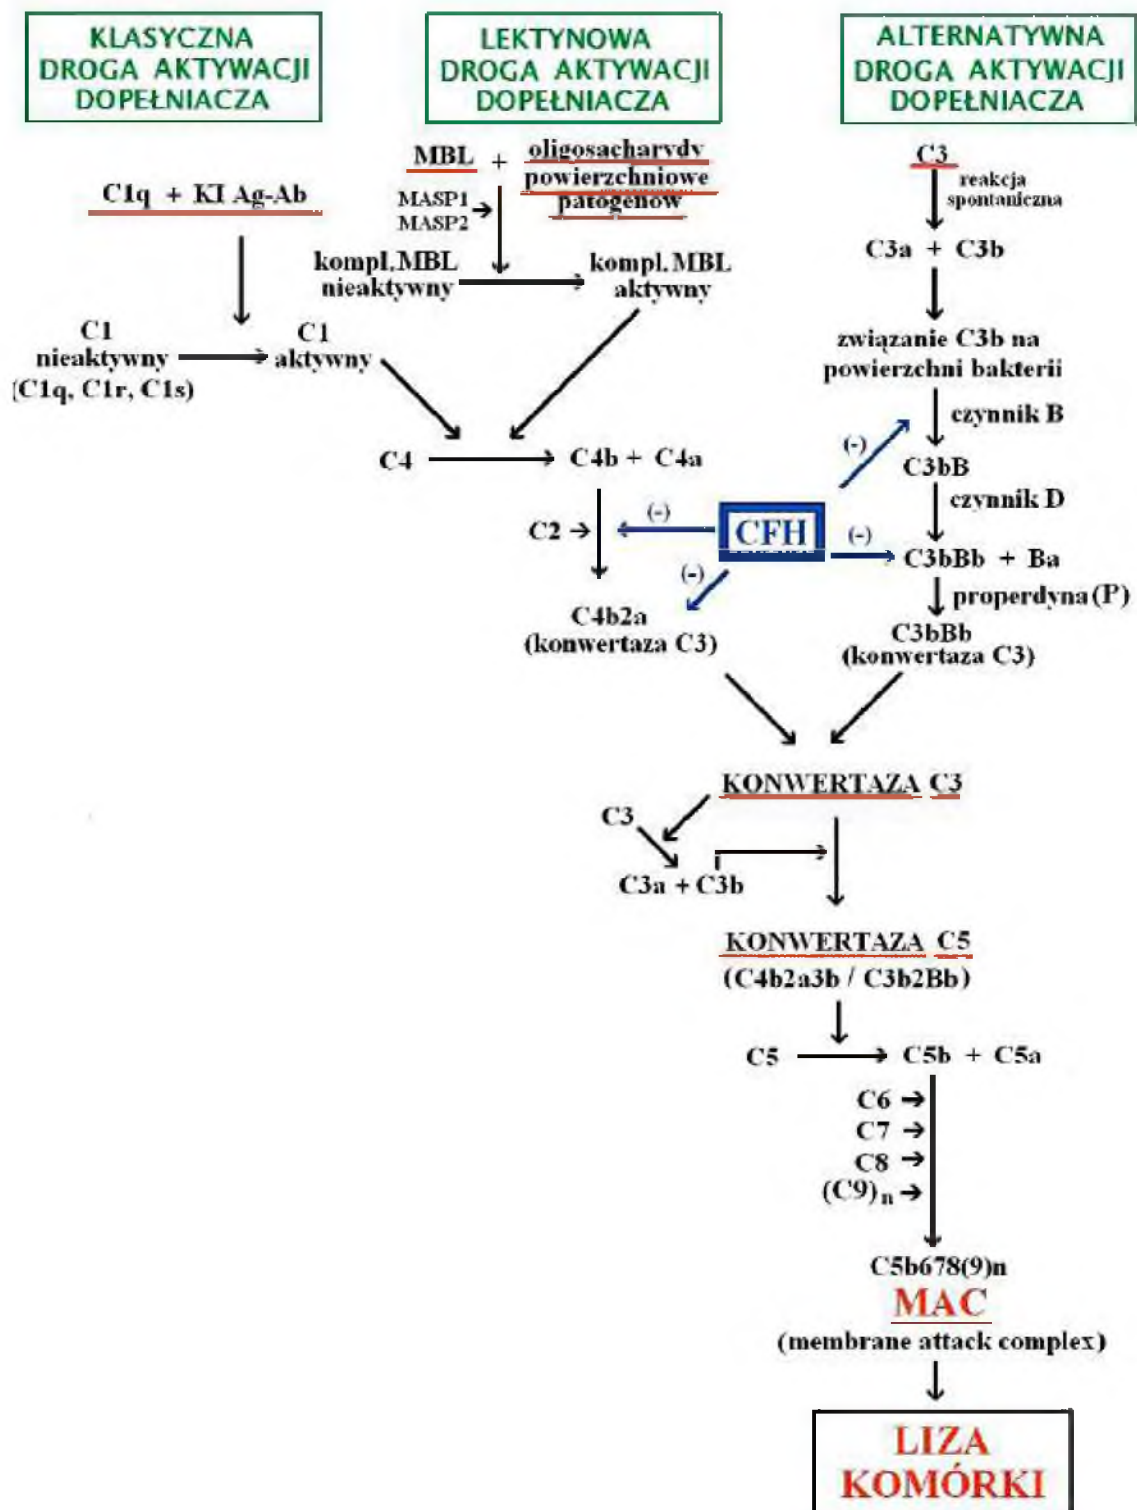 KLASYCZNA
DROGA AKTYWACJI
DOPEŁNIACZA
LEKTYNOWA
DROGA AKTYWACJI
DOPEŁNIACZA
ALTERNATYWNA
DROGA AKTYWACJI
DOPEŁNIACZA
C1q + KI Ag-Ab
C1
nieaktywny
(C1q, C1r, C1s)
C1
aktywny
MBL + oligosacharydy
powierzchniowe
patogenów
MASP1
MASP2
kompl.MBL
nieaktywny
kompl.MBL
aktywny
C3
reakcja
spontaniczna
C3a + C3b
związanie C3b na
powierzchni bakterii
czynnik B
C3bB
czynnik D
C3bBb + Ba
properdyna (P)
C3bBb
(konwertaza C3)
C4
C4b + C4a
C2
C4b2a
(konwertaza C3)
CFH
(-)
(-)
(-)
(-)
KONWERTAZA C3
C3
C3a + C3b
KONWERTAZA C5
(C4b2a3b / C3b2Bb)
C5
C5b + C5a
C6
C7
C8
(C9)n
C5b678(9)n
MAC
(membrane attack complex)
LIZA
KOMÓRKI